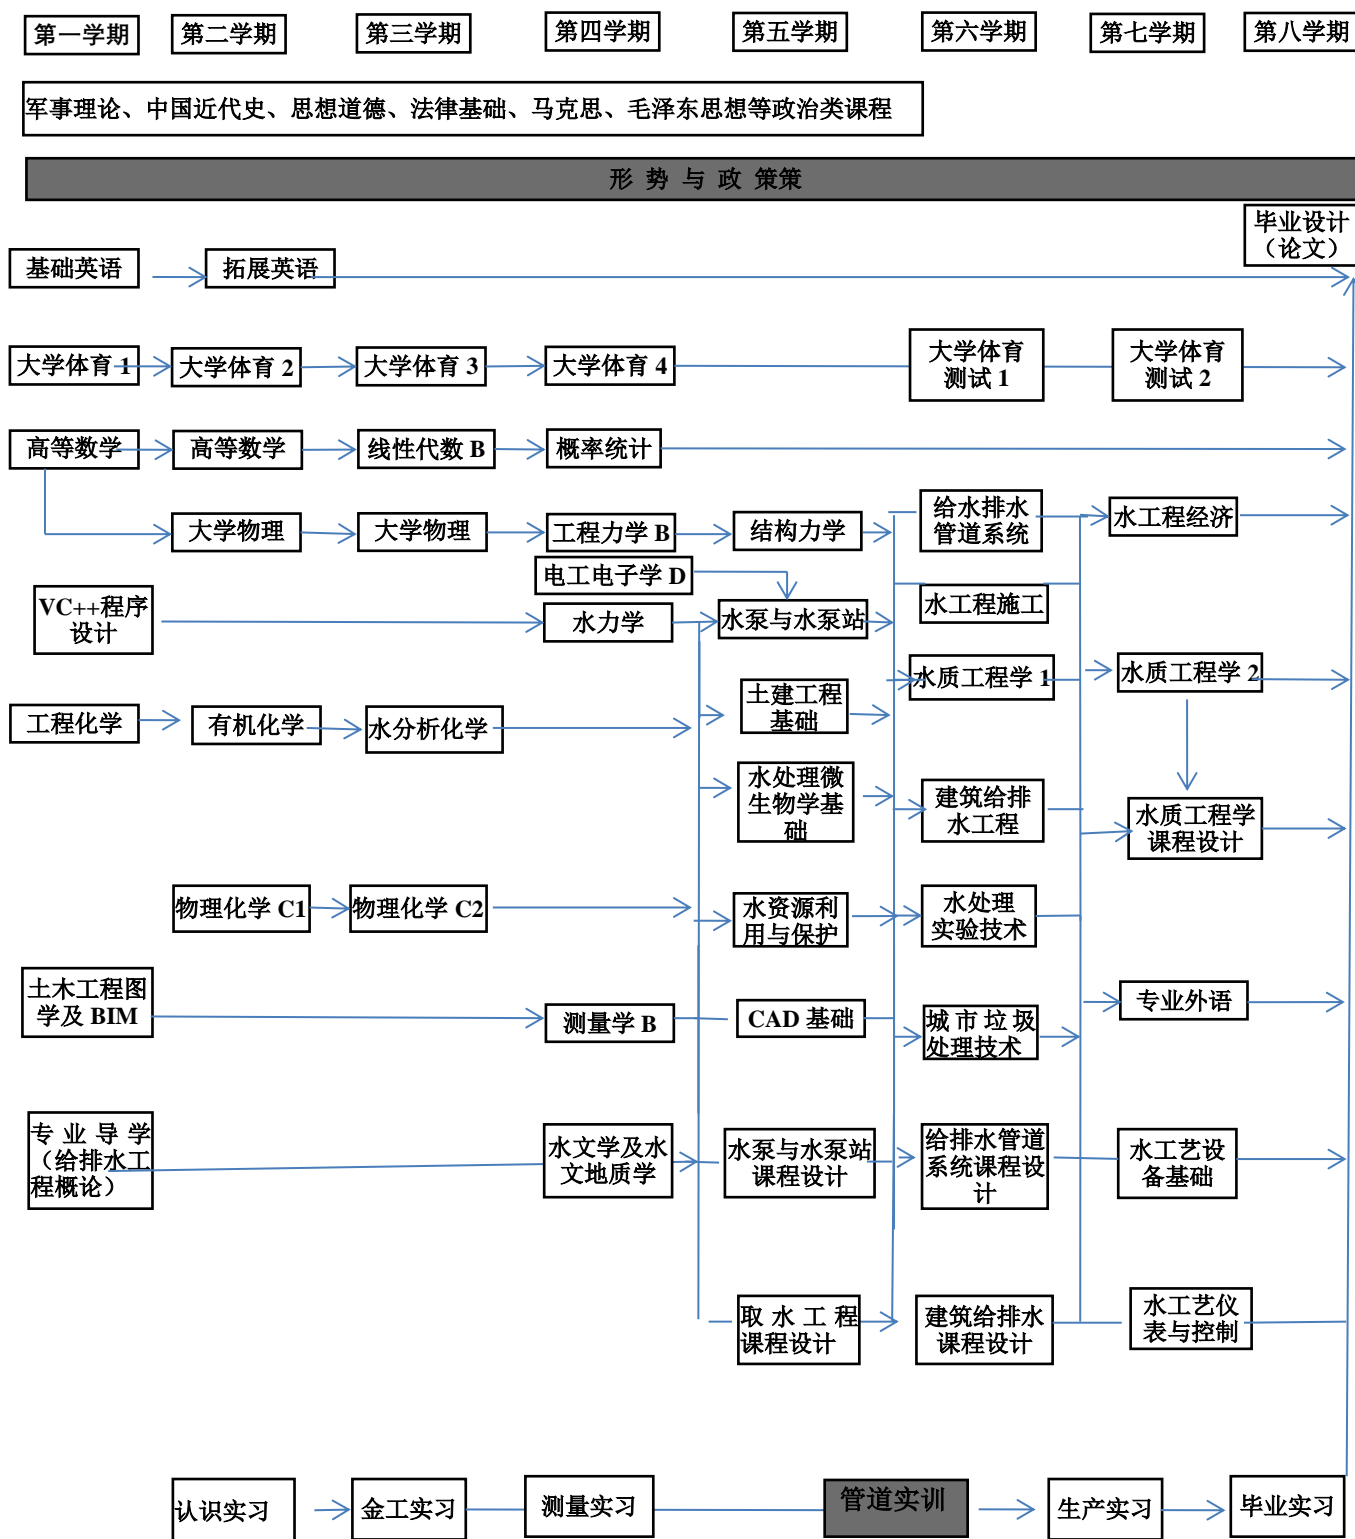 第一学期
第二学期
第三学期
第四学期
第五学期
第六学期
第七学期
第八学期
军事理论、中国近代史、思想道德、法律基础、马克思、毛泽东思想等政治类课程
形 势 与 政 策策
毕业设计
（论文）
基础英语
拓展英语
大学体育 1
大学体育 2
大学体育 3
大学体育 4
大学体育
测试 1
大学体育
测试 2
高等数学
高等数学
线性代数 B
概率统计
大学物理
大学物理
工程力学 B
结构力学
给水排水
管道系统
水工程经济
电工电子学 D
VC++程序
设计
水力学
水泵与水泵站
水工程施工
土建工程
基础
水质工程学 1
水质工程学 2
工程化学
有机化学
水分析化学
水处理微
生物学基
础
建筑给排
水工程
水质工程学
课程设计
物理化学 C1
物理化学 C2
水资源利
用与保护
水处理
实验技术
土木工程图
学及 BIM
测量学 B
CAD 基础
城市垃圾
处理技术
专业外语
专业导学
（给排水工
程概论）
水文学及水
文地质学
水泵与水泵站
课程设计
给排水管道
系统课程设
计
水工艺设
备基础
取水工程
课程设计
建筑给排水
课程设计
水工艺仪
表与控制
认识实习
金工实习
测量实习
管道实训
生产实习
毕业实习